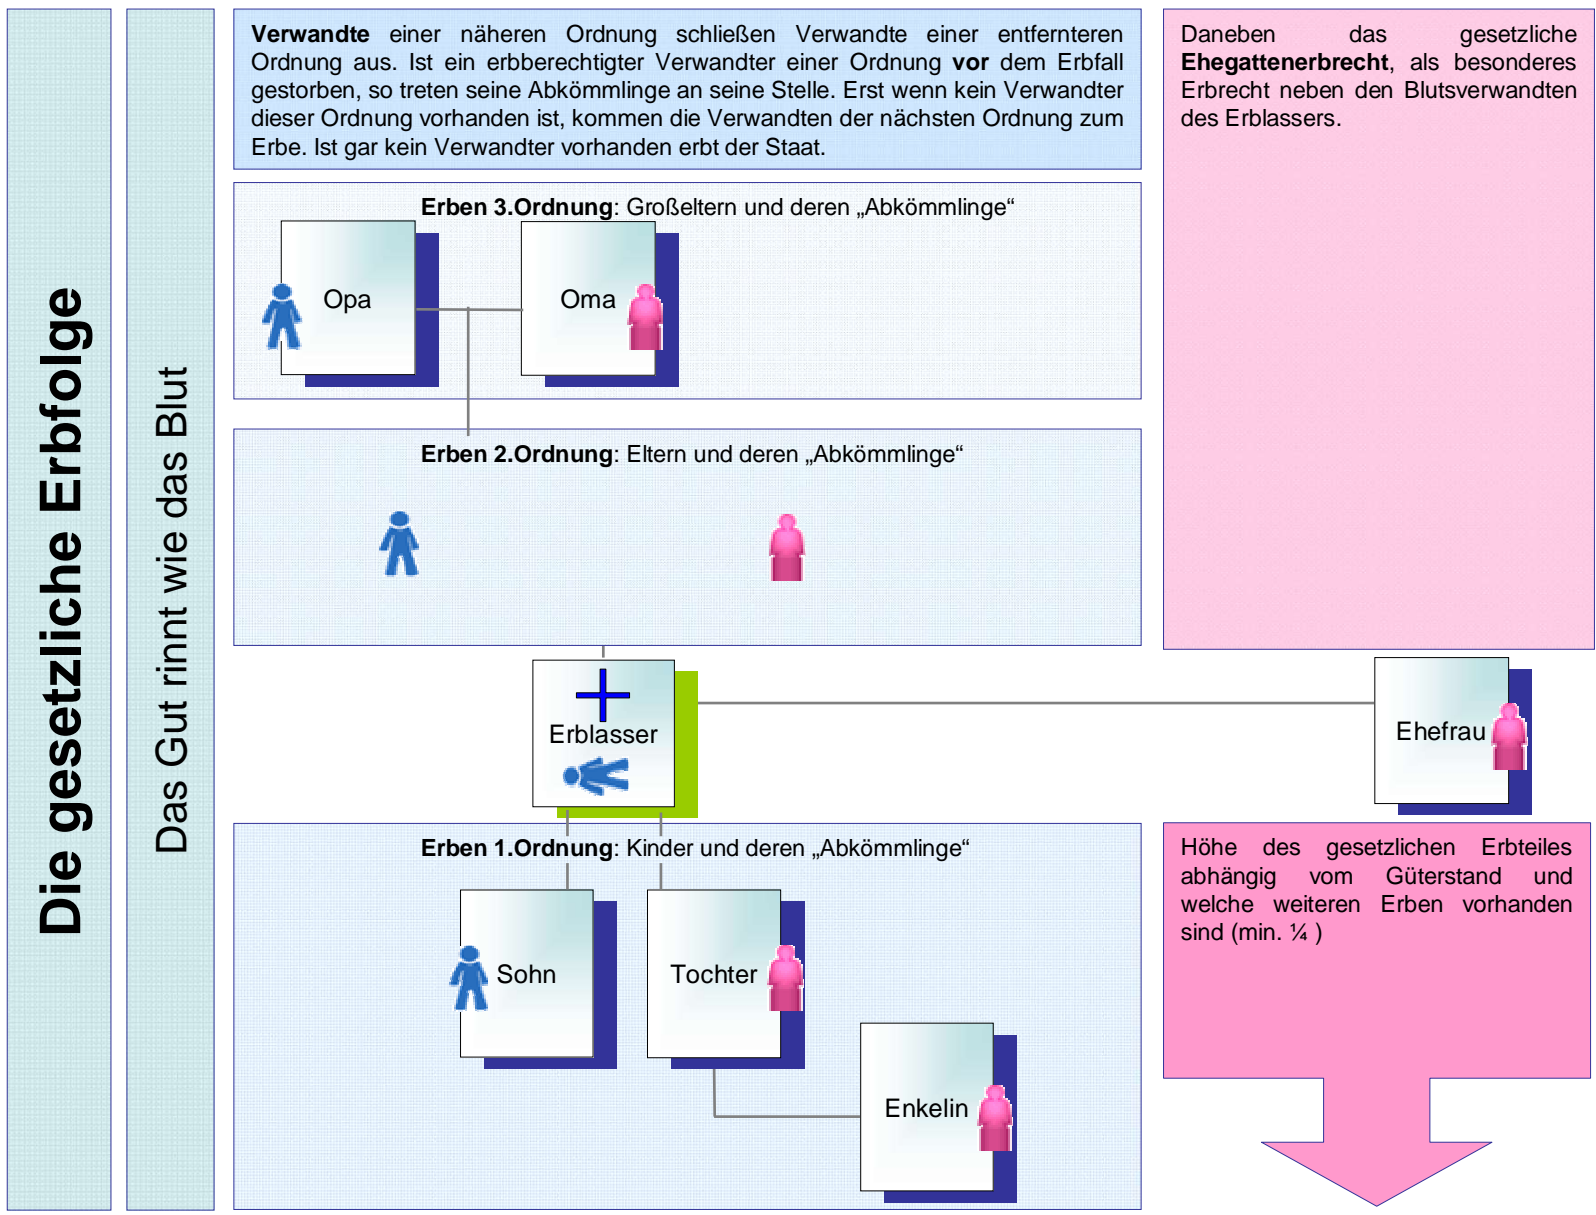 Die gesetzliche Erbfolge
Das Gut rinnt wie das Blut
Verwandte einer näheren Ordnung schließen Verwandte einer entfernteren
Ordnung aus. Ist ein erbberechtigter Verwandter einer Ordnung vor dem Erbfall
gestorben, so treten seine Abkömmlinge an seine Stelle. Erst wenn kein Verwandter
dieser Ordnung vorhanden ist, kommen die Verwandten der nächsten Ordnung zum
Erbe. Ist gar kein Verwandter vorhanden erbt der Staat.
Daneben das gesetzliche
Ehegattenerbrecht, als besonderes
Erbrecht neben den Blutsverwandten
des Erblassers.
Erben 3.Ordnung: Großeltern und deren „Abkömmlinge“
Opa
Oma
Erben 2.Ordnung: Eltern und deren „Abkömmlinge“
Erblasser
Ehefrau
Erben 1.Ordnung: Kinder und deren „Abkömmlinge“
Sohn
Tochter
Enkelin
Höhe des gesetzlichen Erbteiles
abhängig vom Güterstand und
welche weiteren Erben vorhanden
sind (min. ¼ )